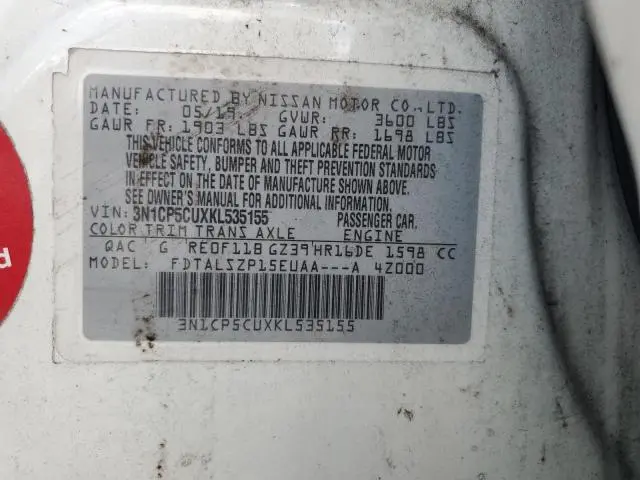 MANUFACTURED BY NISSAN MOTOR CO., LTD.
DATE: 05/19 GVWR: 3600 LBS
GAWR FR: 1903 LBS GAWR RR: 1698 LBS
THIS VEHICLE CONFORMS TO ALL APPLICABLE FEDERAL MOTOR
VEHICLE SAFETY, BUMPER AND THEFT PREVENTION STANDARDS
IN EFFECT ON THE DATE OF MANUFACTURE SHOWN ABOVE.
SEE OWNER'S MANUAL AND ADDITIONAL INFORMATION.
VIN: 3N1CP5CUXKL535155 PASSENGER CAR.
COLOR TRIM TRANS AXLE ENGINE
QAC G RE0F11B GZ39 HR16DE 1598 CC
MODEL: FDTALSZP15EUAA---A 4Z000
3N1CP5CUXKL535155